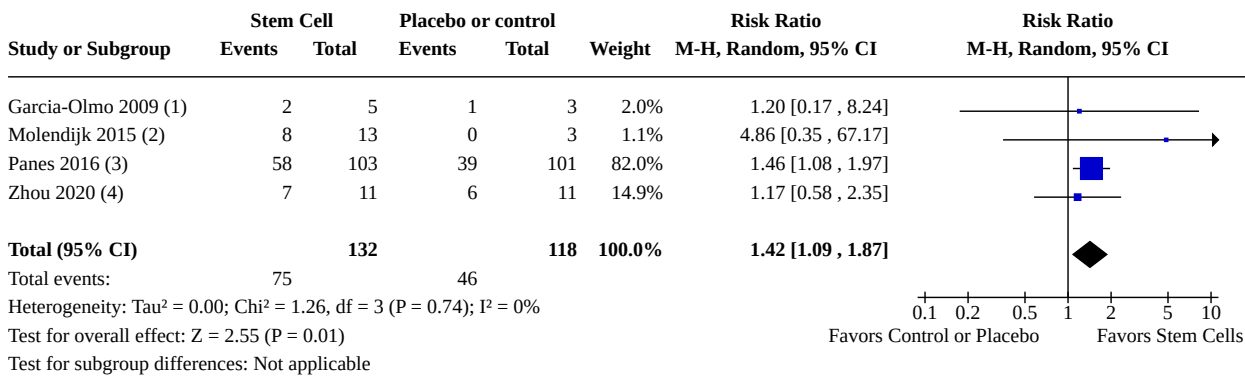 Stem Cell Placebo or control Risk Ratio Risk Ratio
Study or Subgroup Events Total Events Total Weight M-H, Random, 95% CI M-H, Random, 95% CI
Garcia-Olmo 2009 (1) 2 5 1 3 2.0% 1.20 [0.17 , 8.24]
Molendijk 2015 (2) 8 13 0 3 1.1% 4.86 [0.35 , 67.17]
Panes 2016 (3) 58 103 39 101 82.0% 1.46 [1.08 , 1.97]
Zhou 2020 (4) 7 11 6 11 14.9% 1.17 [0.58 , 2.35]
Total (95% CI) 132 118 100.0% 1.42 [1.09 , 1.87]
Total events: 75 46
Heterogeneity: Tau² = 0.00; Chi² = 1.26, df = 3 (P = 0.74); I² = 0% 0.1 0.2 0.5 1 2 5 10
Test for overall effect: Z = 2.55 (P = 0.01) Favors Control or Placebo Favors Stem Cells
Test for subgroup differences: Not applicable